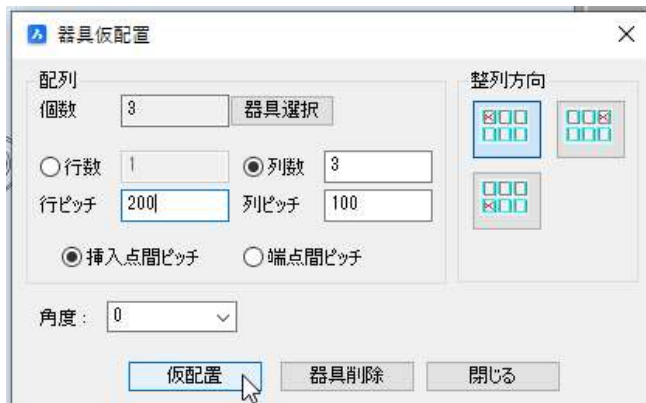 器具仮配置
配列
個数 3 器具選択
行数 1 列数 3
行ピッチ 200 列ピッチ 100
挿入点間ピッチ 端点間ピッチ
整列方向
角度： 0
仮配置 器具削除 閉じる